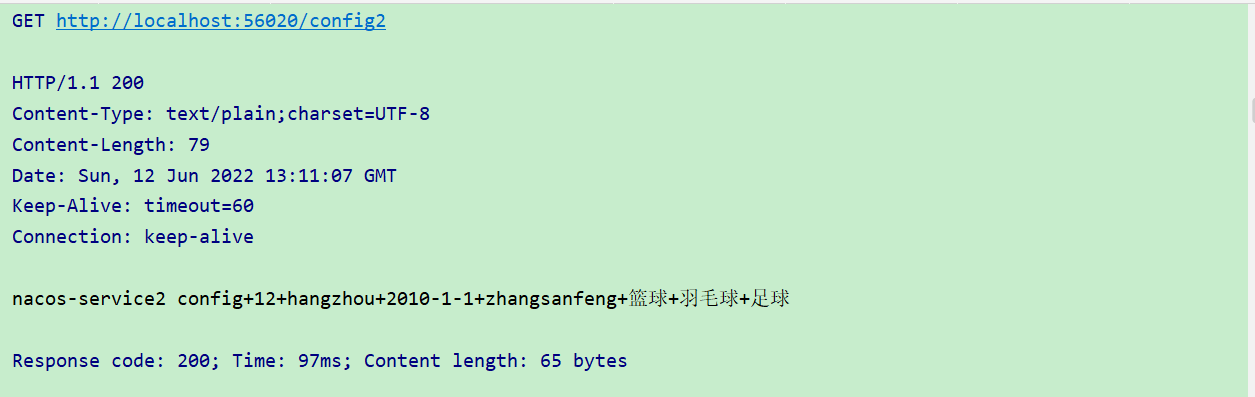 GET http://localhost:56020/config2
HTTP/1.1 200
Content-Type: text/plain;charset=UTF-8
Content-Length: 79
Date: Sun, 12 Jun 2022 13:11:07 GMT
Keep-Alive: timeout=60
Connection: keep-alive
nacos-service2 config+12+hangzhou+2010-1-1+zhangsanfeng+篮球+羽毛球+足球
Response code: 200; Time: 97ms; Content length: 65 bytes